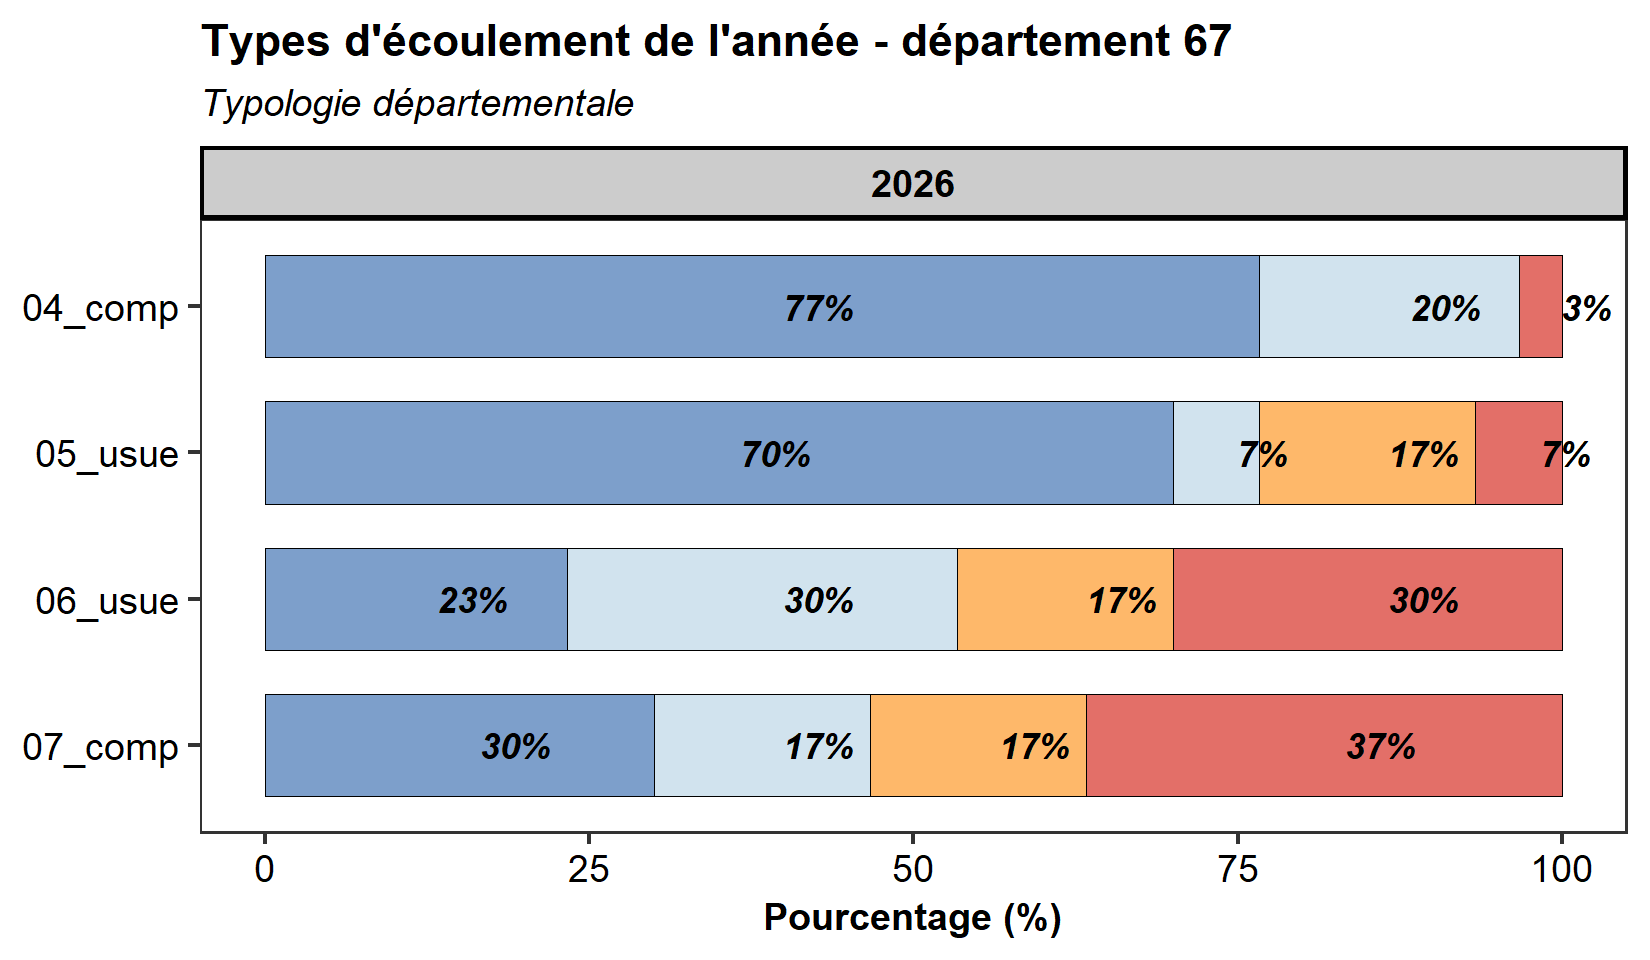 Types d'écoulement de l'année - département 67
Typologie départementale
2026
04_comp 77% 20% 3%
05_usue 70% 7% 17% 7%
06_usue 23% 30% 17% 30%
07_comp 30% 17% 17% 37%
0 25 50 75 100
Pourcentage (%)